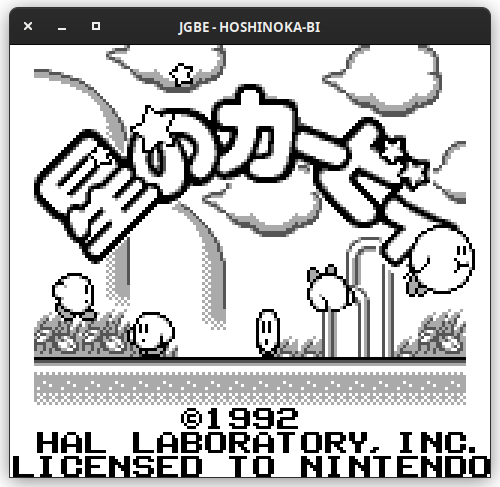 JGBE - HOSHINOKA-BI
星のカービィ
©1992
HAL LABORATORY, INC.
LICENSED TO NINTENDO